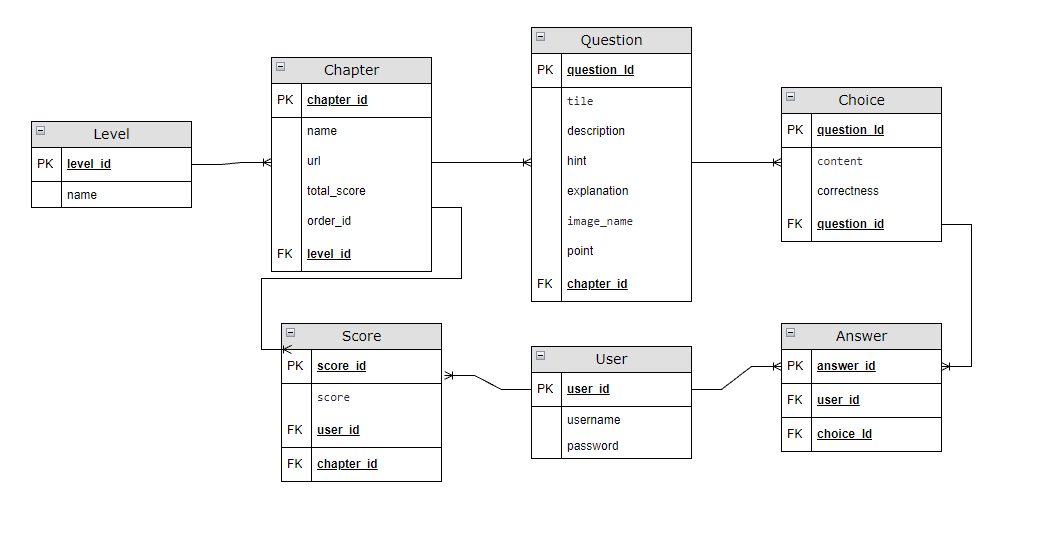 Level
PK level_id
name
Chapter
PK chapter_id
name
url
total_score
order_id
FK level_id
Question
PK question_Id
tile
description
hint
explanation
image_name
point
FK chapter_id
Choice
PK question_Id
content
correctness
FK question_id
Score
PK score_id
score
FK user_id
FK chapter_id
User
PK user_id
username
password
Answer
PK answer_id
FK user_id
FK choice_Id